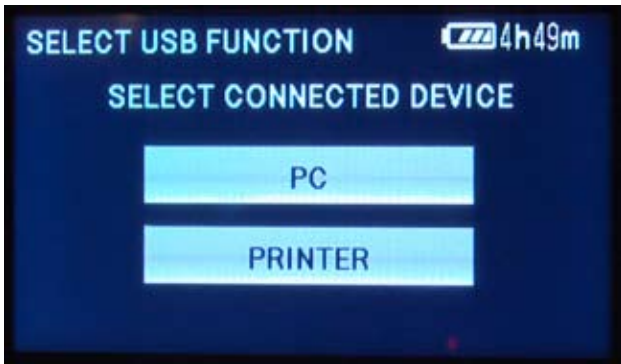 SELECT USB FUNCTION 4h49m
SELECT CONNECTED DEVICE
PC
PRINTER